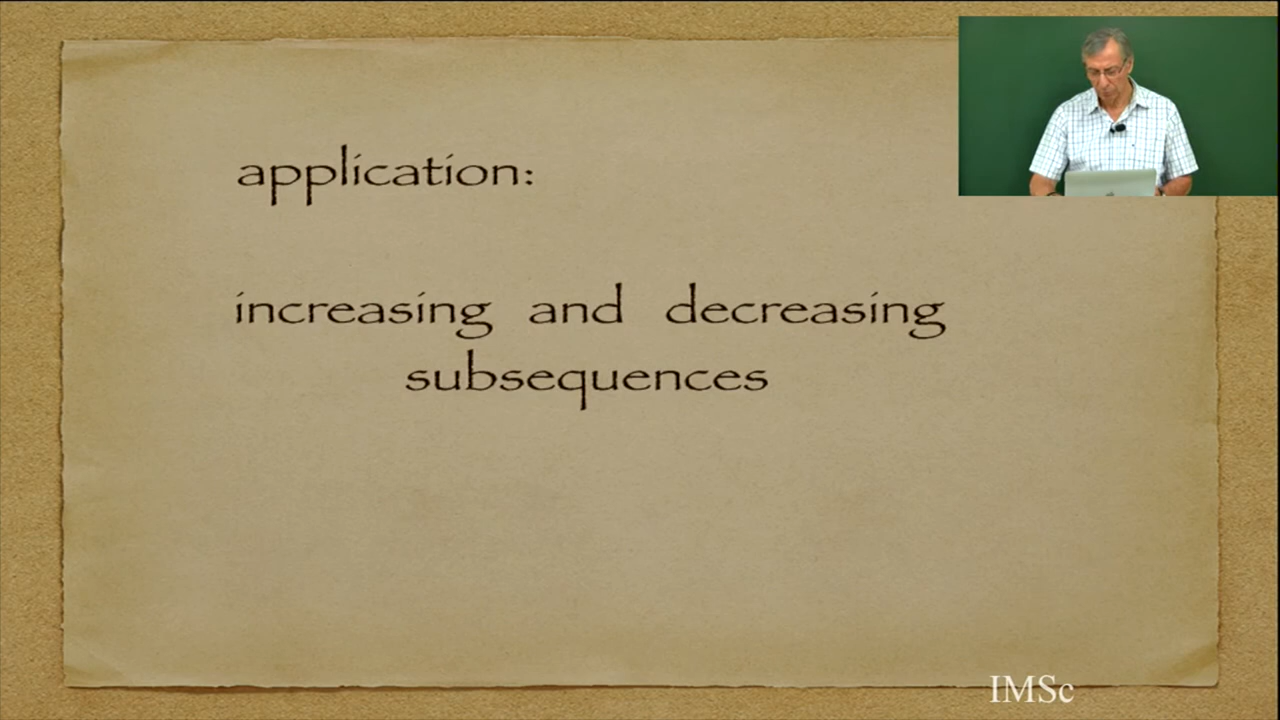 application:
increasing and decreasing
subsequences
IMSc